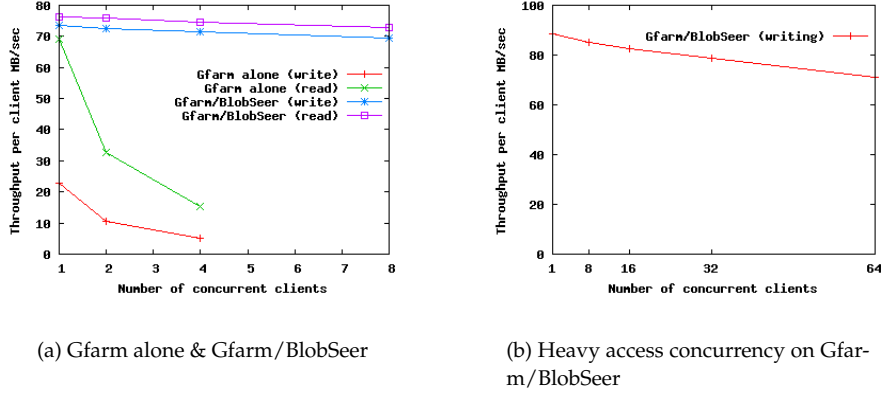 80
70
60
50
40
30
20
10
0
Throughput per client MB/sec
Gfarm alone (write)
Gfarm alone (read)
Gfarm/BlobSeer (write)
Gfarm/BlobSeer (read)
1 2 3 4 5 6 7 8
Number of concurrent clients
(a) Gfarm alone & Gfarm/BlobSeer
100
80
60
40
20
0
Throughput per client MB/sec
Gfarm/BlobSeer (writing)
1 8 16 32 64
Number of concurrent clients
(b) Heavy access concurrency on Gfar-
m/BlobSeer